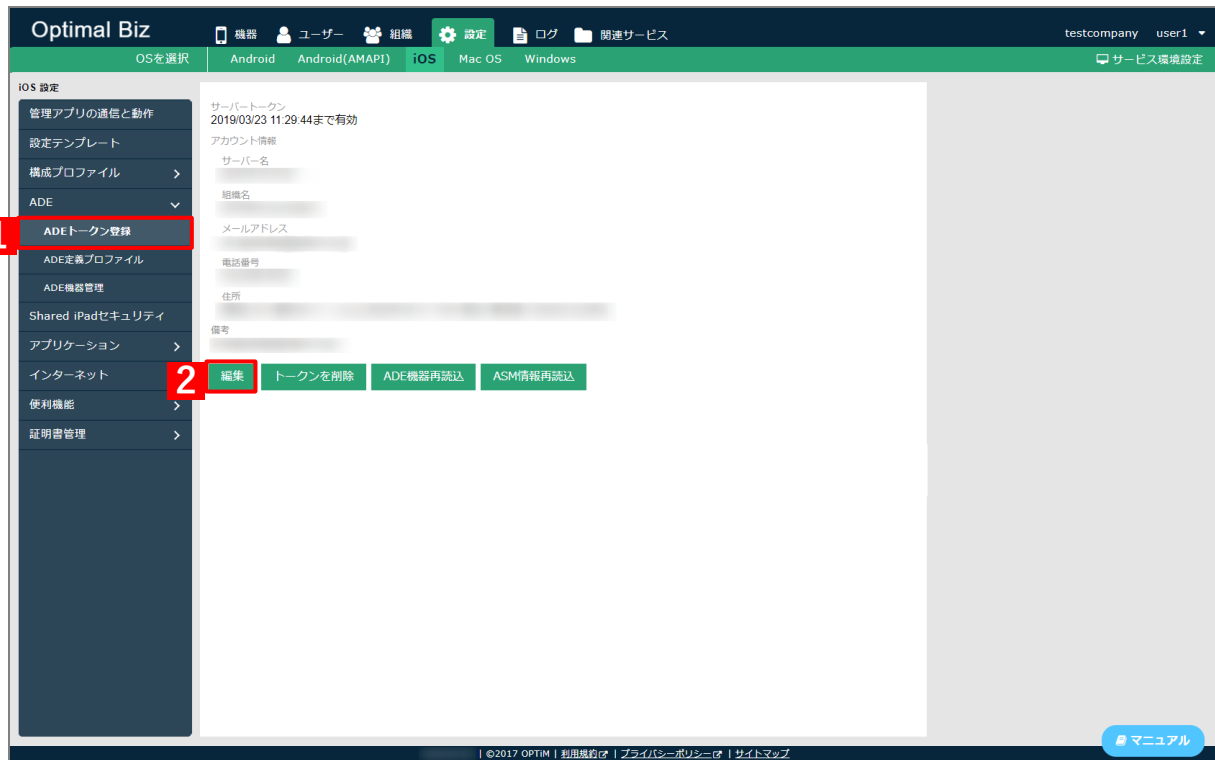 Optimal Biz
機器 ユーザー 組織 設定 ログ 関連サービス testcompany user1
OSを選択 Android Android(AMAPI) iOS Mac OS Windows サービス環境設定
iOS 設定
管理アプリの通信と動作
設定テンプレート
構成プロファイル
ADE
1
ADEトークン登録
ADE定義プロファイル
ADE機器管理
Shared iPadセキュリティ
アプリケーション
インターネット
便利機能
証明書管理
サーバートークン
2019/03/23 11:29:44まで有効
アカウント情報
サーバー名
組織名
メールアドレス
電話番号
住所
備考
2
編集 トークンを削除 ADE機器再読込 ASM情報再読込
マニュアル
| ©2017 OPTiM | 利用規約 | プライバシーポリシー | サイトマップ